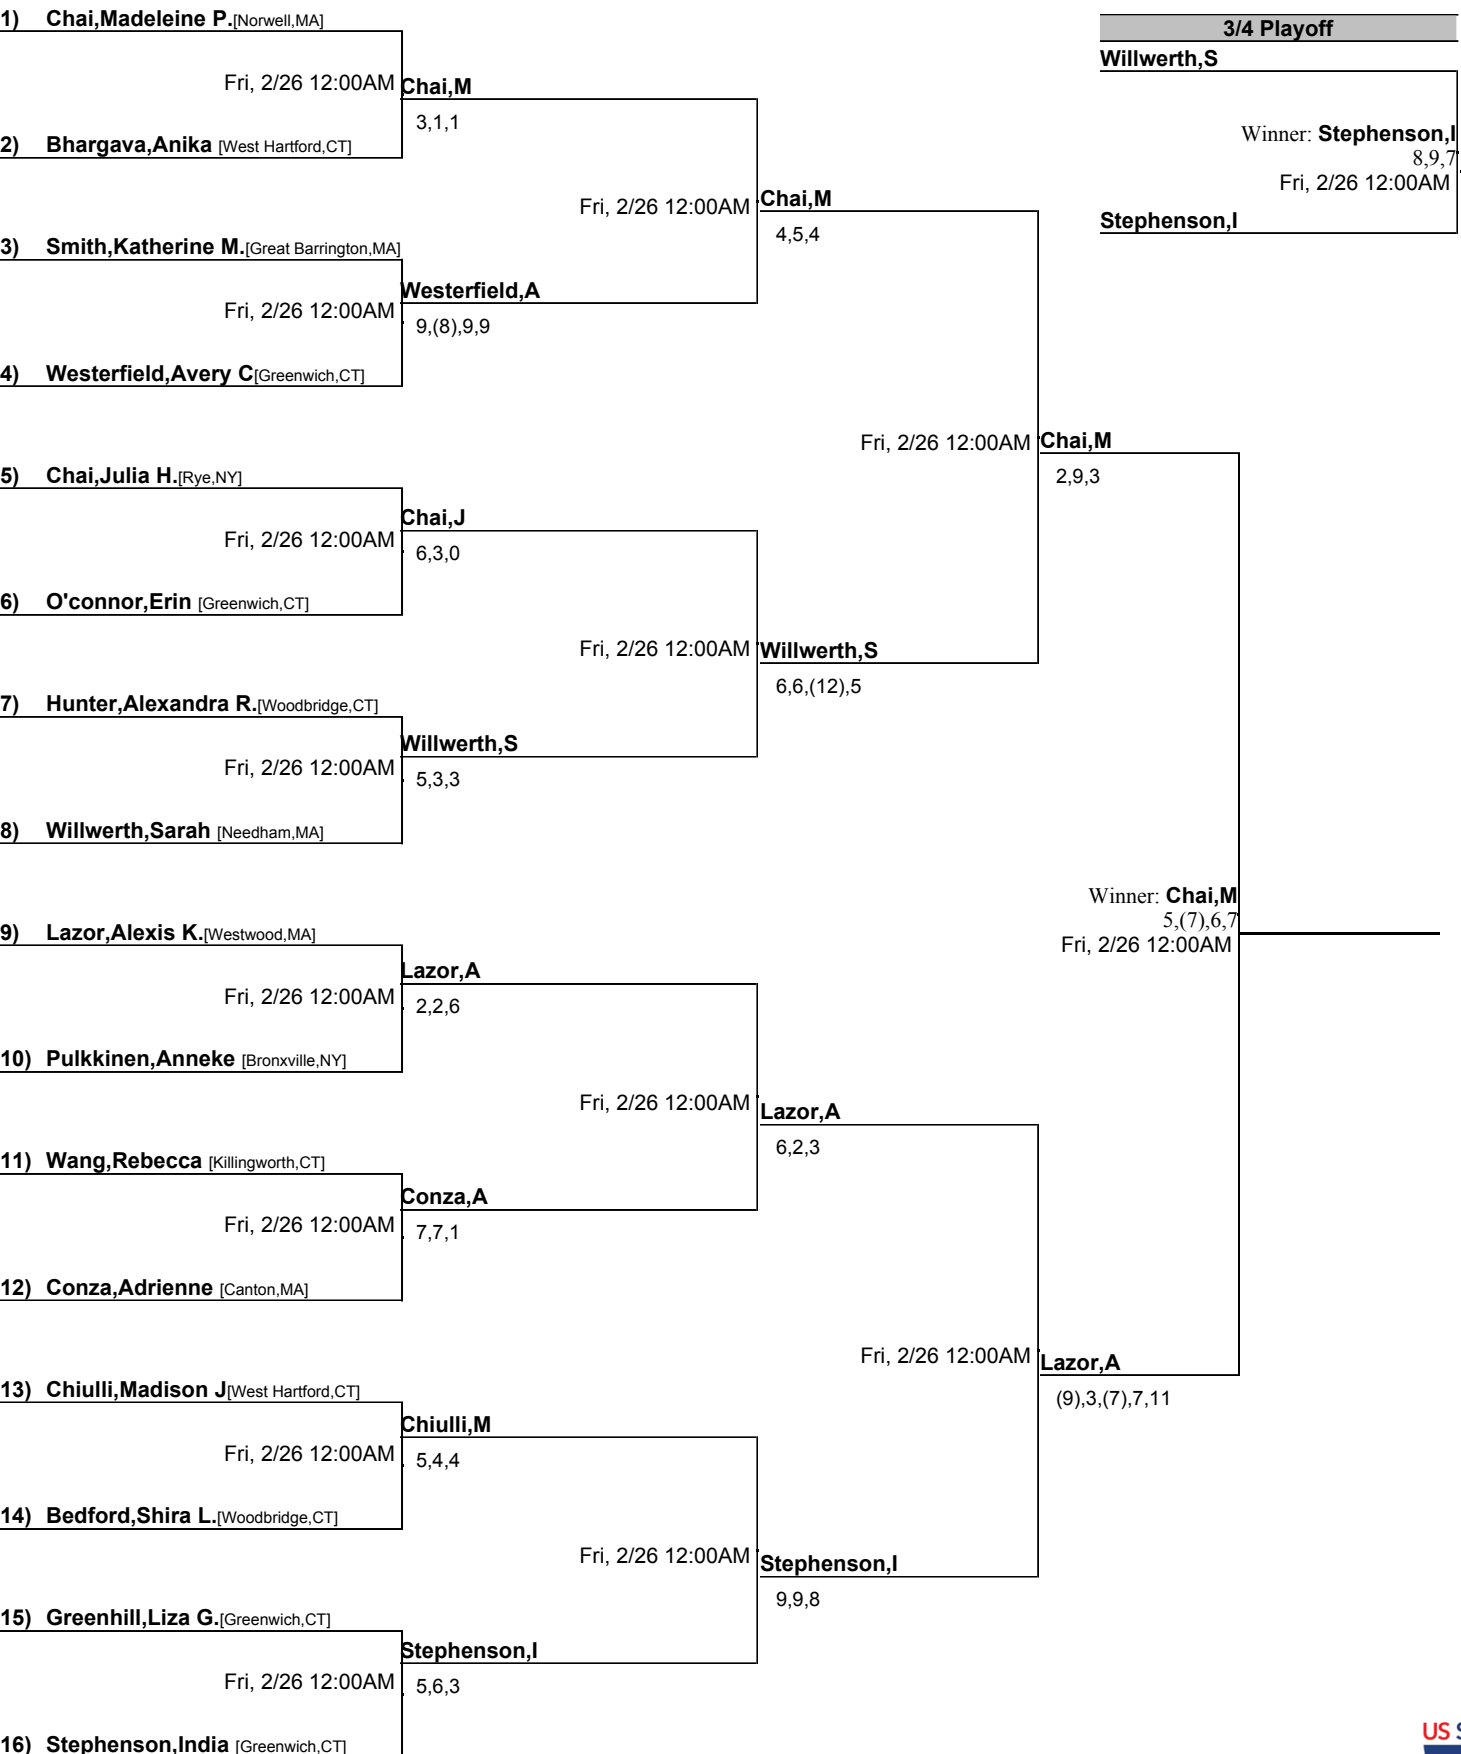 1) Chai,Madeleine P.[Norwell,MA]
3/4 Playoff
Willwerth,S
Fri, 2/26 12:00AM
Chai,M
3,1,1
Winner: Stephenson,I
8,9,7
2) Bhargava,Anika [West Hartford,CT]
Fri, 2/26 12:00AM
Fri, 2/26 12:00AM
Chai,M
4,5,4
Stephenson,I
3) Smith,Katherine M.[Great Barrington,MA]
Westerfield,A
Fri, 2/26 12:00AM
9,(8),9,9
4) Westerfield,Avery C[Greenwich,CT]
Fri, 2/26 12:00AM
Chai,M
2,9,3
5) Chai,Julia H.[Rye,NY]
Chai,J
Fri, 2/26 12:00AM
6,3,0
6) O'connor,Erin [Greenwich,CT]
Fri, 2/26 12:00AM
Willwerth,S
6,6,(12),5
7) Hunter,Alexandra R.[Woodbridge,CT]
Willwerth,S
Fri, 2/26 12:00AM
5,3,3
8) Willwerth,Sarah [Needham,MA]
Winner: Chai,M
5,(7),6,7
Fri, 2/26 12:00AM
9) Lazor,Alexis K.[Westwood,MA]
Lazor,A
Fri, 2/26 12:00AM
2,2,6
10) Pulkkinen,Anneke [Bronxville,NY]
Fri, 2/26 12:00AM
Lazor,A
6,2,3
11) Wang,Rebecca [Killingworth,CT]
Conza,A
Fri, 2/26 12:00AM
7,7,1
12) Conza,Adrienne [Canton,MA]
Fri, 2/26 12:00AM
Lazor,A
(9),3,(7),7,11
13) Chiulli,Madison J[West Hartford,CT]
Chiulli,M
Fri, 2/26 12:00AM
5,4,4
14) Bedford,Shira L.[Woodbridge,CT]
Fri, 2/26 12:00AM
Stephenson,I
9,9,8
15) Greenhill,Liza G.[Greenwich,CT]
Stephenson,I
Fri, 2/26 12:00AM
5,6,3
16) Stephenson,India [Greenwich,CT]
US